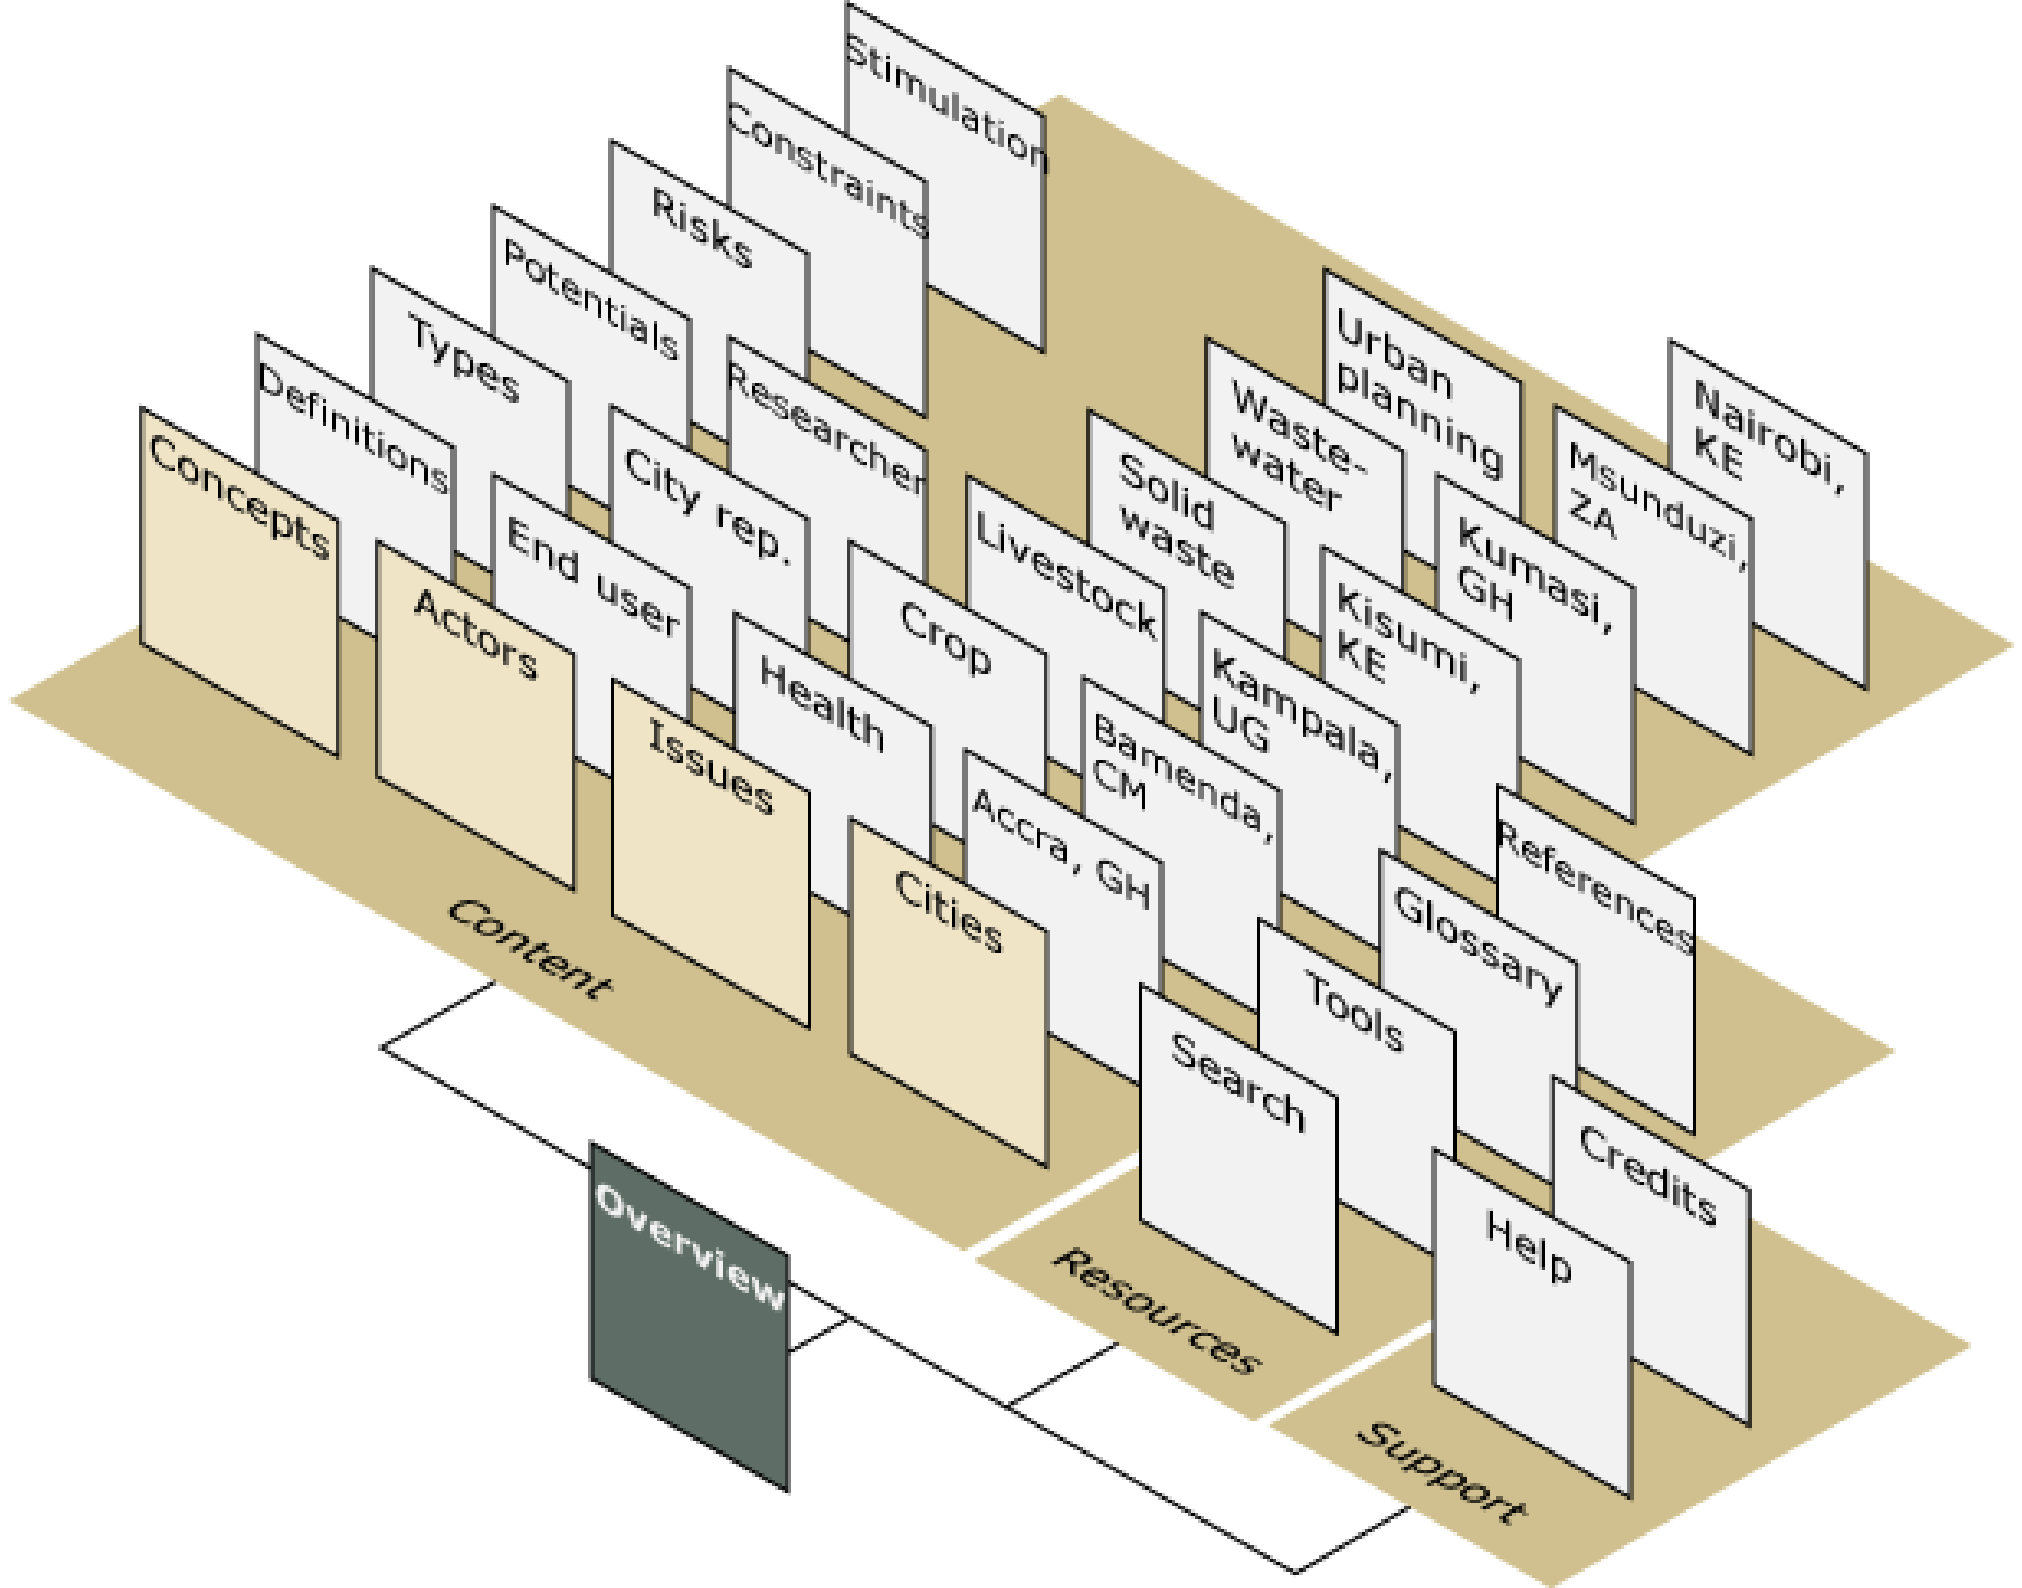 Stimulation
Constraints
Risks
Potentials
Types
Definitions
Concepts
Researcher
City rep.
End user
Actors
Urban
planning
Waste-
water
Solid
waste
Livestock
Crop
Health
Issues
Nairobi,
KE
Msunduzi,
ZA
Kumasi,
GH
Kisumi,
KE
Kampala,
UG
Bamenda,
CM
Accra, GH
Cities
Content
References
Glossary
Tools
Search
Resources
Credits
Help
Support
Overview